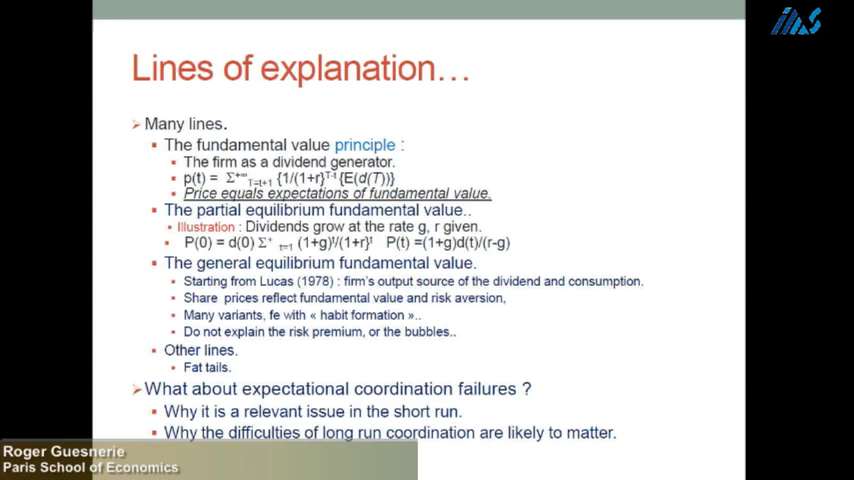 IIAS
Lines of explanation…
Many lines.
The fundamental value principle :
The firm as a dividend generator.
p(t) = Σ+∞T=t+1 {1/(1+r}T-t{E(d(T))}
Price equals expectations of fundamental value.
The partial equilibrium fundamental value..
Illustration : Dividends grow at the rate g, r given.
P(0) = d(0) Σ+ t=1 (1+g)t/(1+r}t P(t) =(1+g)d(t)/(r-g)
The general equilibrium fundamental value.
Starting from Lucas (1978) : firm's output source of the dividend and consumption.
Share prices reflect fundamental value and risk aversion,
Many variants, fe with « habit formation »..
Do not explain the risk premium, or the bubbles..
Other lines.
Fat tails.
What about expectational coordination failures ?
Why it is a relevant issue in the short run.
Why the difficulties of long run coordination are likely to matter.
Roger Guesnerie
Paris School of Economics